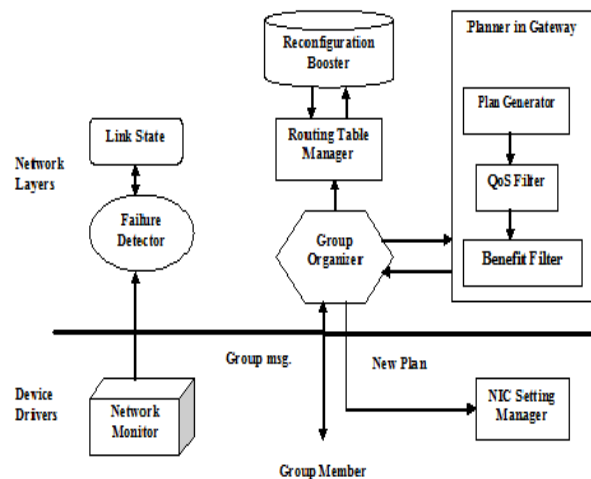 Reconfiguration
Booster
Planner in Gateway
Plan Generator
Link State
Routing Table
Manager
Network
Layers
QoS Filter
Failure
Detector
Group
Organizer
Benefit Filter
Group msg.
New Plan
Device
Drivers
Network
Monitor
NIC Setting
Manager
Group Member